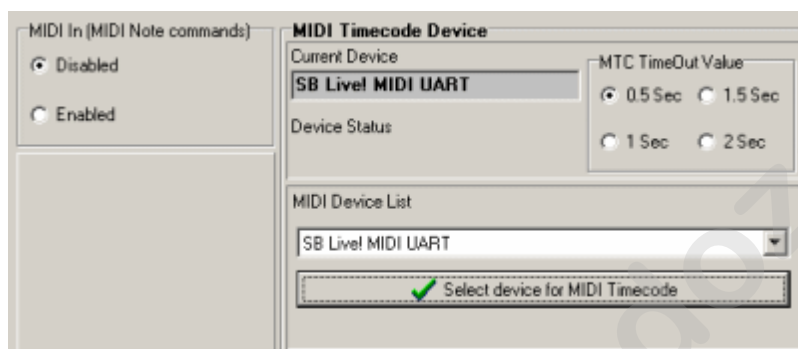 MIDI In (MIDI Note commands)
Disabled
Enabled
MIDI Timecode Device
Current Device
SB Live! MIDI UART
Device Status
MTC TimeOut Value
0.5 Sec 1.5 Sec
1 Sec 2 Sec
MIDI Device List
SB Live! MIDI UART
Select device for MIDI Timecode